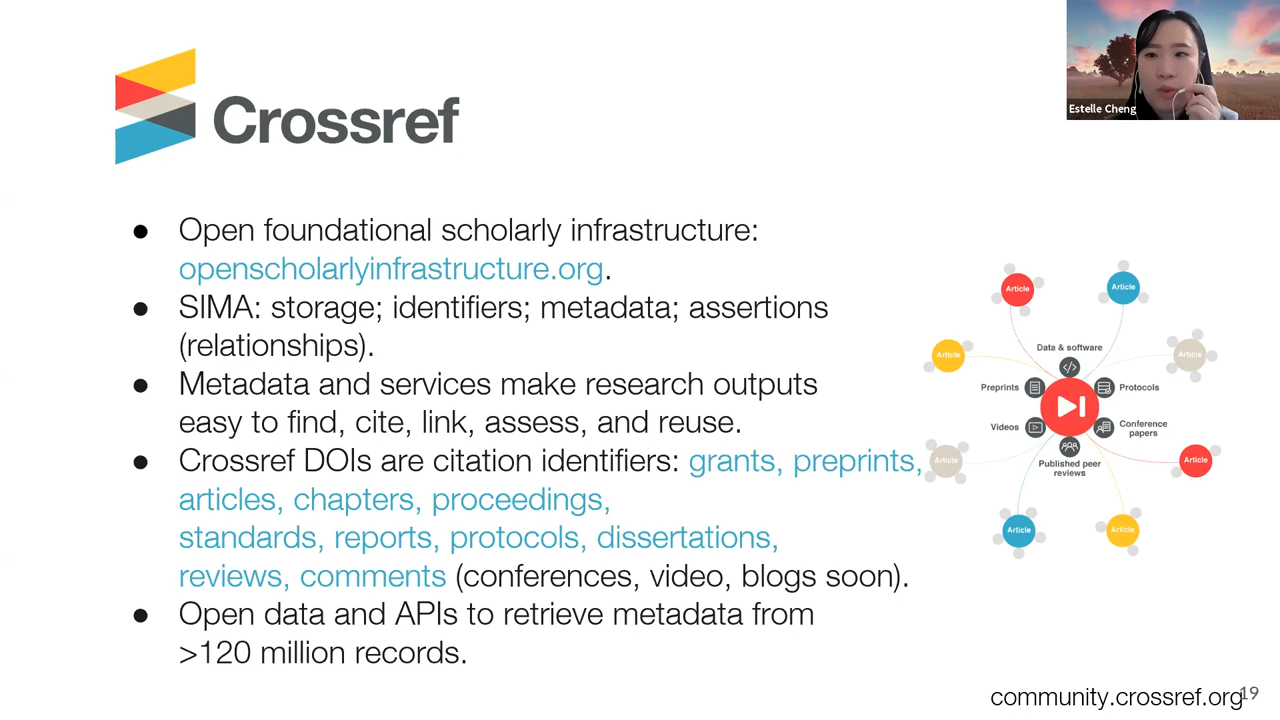 Crossref
Estelle Cheng
● Open foundational scholarly infrastructure:
openscholarlyinfrastructure.org.
● SIMA: storage; identifiers; metadata; assertions
(relationships).
● Metadata and services make research outputs
easy to find, cite, link, assess, and reuse.
● Crossref DOIs are citation identifiers: grants, preprints,
articles, chapters, proceedings,
standards, reports, protocols, dissertations,
reviews, comments (conferences, video, blogs soon).
● Open data and APIs to retrieve metadata from
>120 million records.
Article
Article
Data & software
Article
Article
Preprints
Protocols
Videos
Conference
papers
Article
Published peer
reviews
Article
Article
Article
community.crossref.org
19